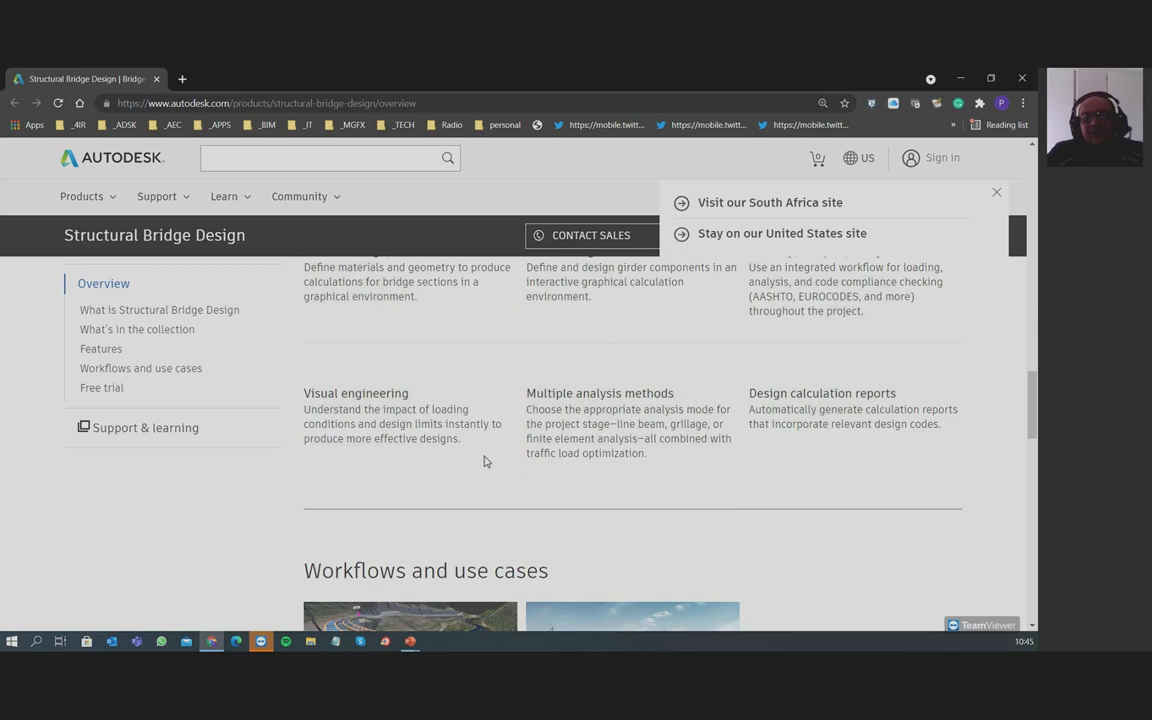 Structural Bridge Design | Bridge
https://www.autodesk.com/products/structural-bridge-design/overview
P
Apps
_4IR
_ADSK
_AEC
_APPS
_BIM
_IT
_MGFX
_TECH
Radio
personal
https://mobile.twitt...
https://mobile.twitt...
https://mobile.twitt...
»
Reading list
AUTODESK.
0
US
Sign in
Products
Support
Learn
Community
Visit our South Africa site
Stay on our United States site
Structural Bridge Design
CONTACT SALES
Overview
What is Structural Bridge Design
What's in the collection
Features
Workflows and use cases
Free trial
Support & learning
Define materials and geometry to produce
calculations for bridge sections in a
graphical environment.
Define and design girder components in an
interactive graphical calculation
environment.
Use an integrated workflow for loading,
analysis, and code compliance checking
(AASHTO, EUROCODES, and more)
throughout the project.
Visual engineering
Understand the impact of loading
conditions and design limits instantly to
produce more effective designs.
Multiple analysis methods
Choose the appropriate analysis mode for
the project stage—line beam, grillage, or
finite element analysis—all combined with
traffic load optimization.
Design calculation reports
Automatically generate calculation reports
that incorporate relevant design codes.
Workflows and use cases
TeamViewer
10:45